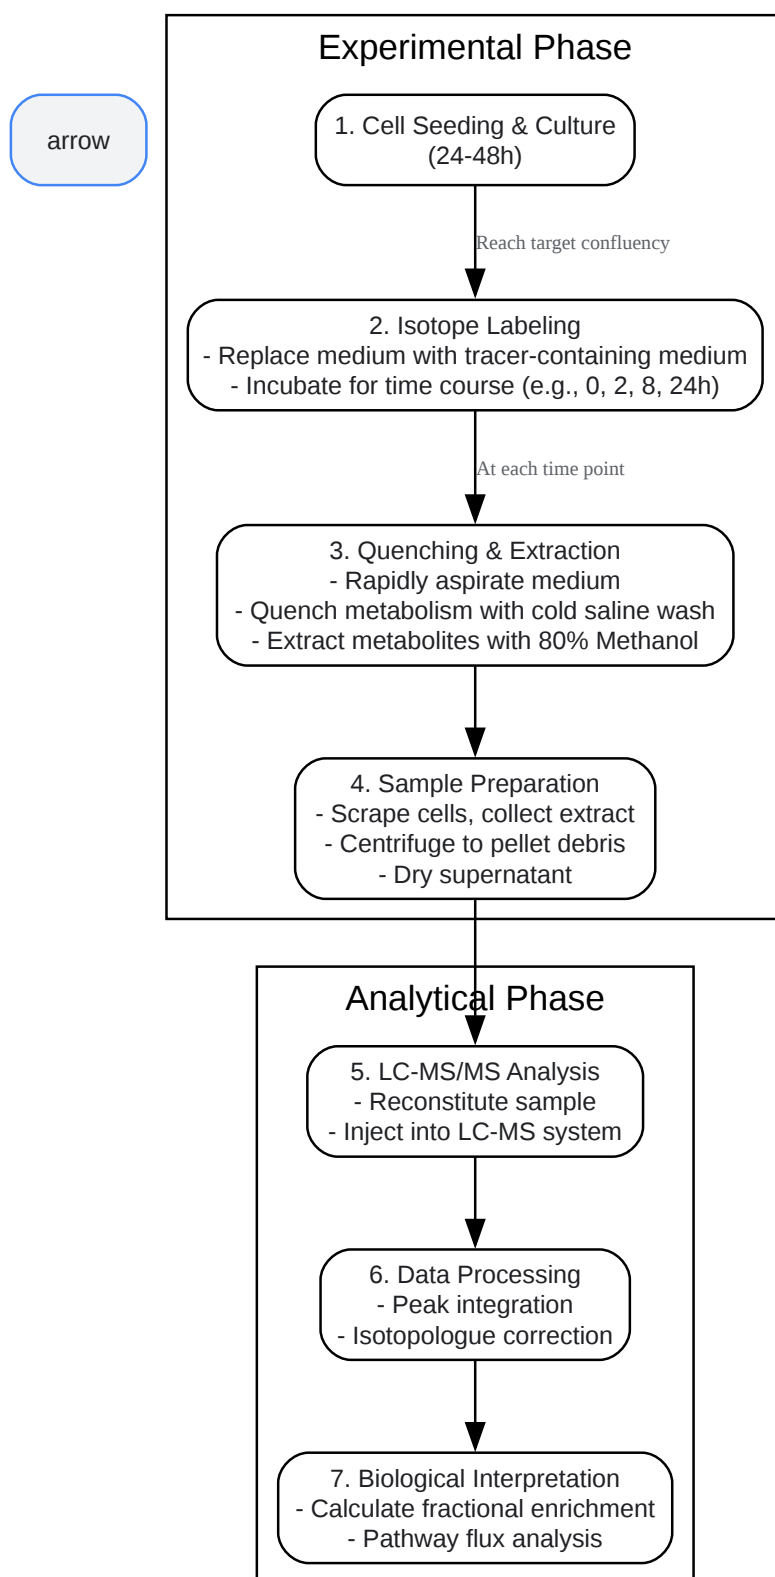 Experimental Phase
arrow
1. Cell Seeding & Culture
(24-48h)
Reach target confluency
2. Isotope Labeling
- Replace medium with tracer-containing medium
- Incubate for time course (e.g., 0, 2, 8, 24h)
At each time point
3. Quenching & Extraction
- Rapidly aspirate medium
- Quench metabolism with cold saline wash
- Extract metabolites with 80% Methanol
4. Sample Preparation
- Scrape cells, collect extract
- Centrifuge to pellet debris
- Dry supernatant
Analytical Phase
5. LC-MS/MS Analysis
- Reconstitute sample
- Inject into LC-MS system
6. Data Processing
- Peak integration
- Isotopologue correction
7. Biological Interpretation
- Calculate fractional enrichment
- Pathway flux analysis